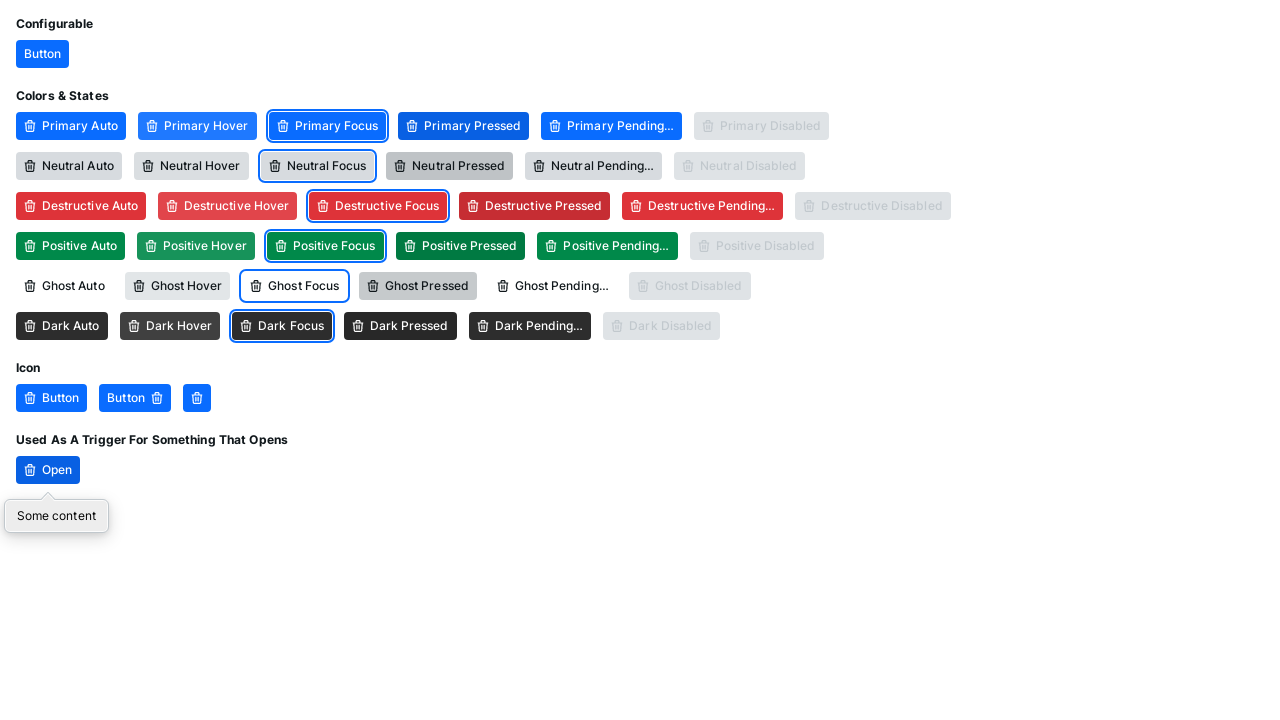 Configurable
Button
Colors & States
Primary Auto Primary Hover Primary Focus Primary Pressed Primary Pending... Primary Disabled
Neutral Auto Neutral Hover Neutral Focus Neutral Pressed Neutral Pending... Neutral Disabled
Destructive Auto Destructive Hover Destructive Focus Destructive Pressed Destructive Pending... Destructive Disabled
Positive Auto Positive Hover Positive Focus Positive Pressed Positive Pending... Positive Disabled
Ghost Auto Ghost Hover Ghost Focus Ghost Pressed Ghost Pending... Ghost Disabled
Dark Auto Dark Hover Dark Focus Dark Pressed Dark Pending... Dark Disabled
Icon
Button Button
Used As A Trigger For Something That Opens
Open
Some content